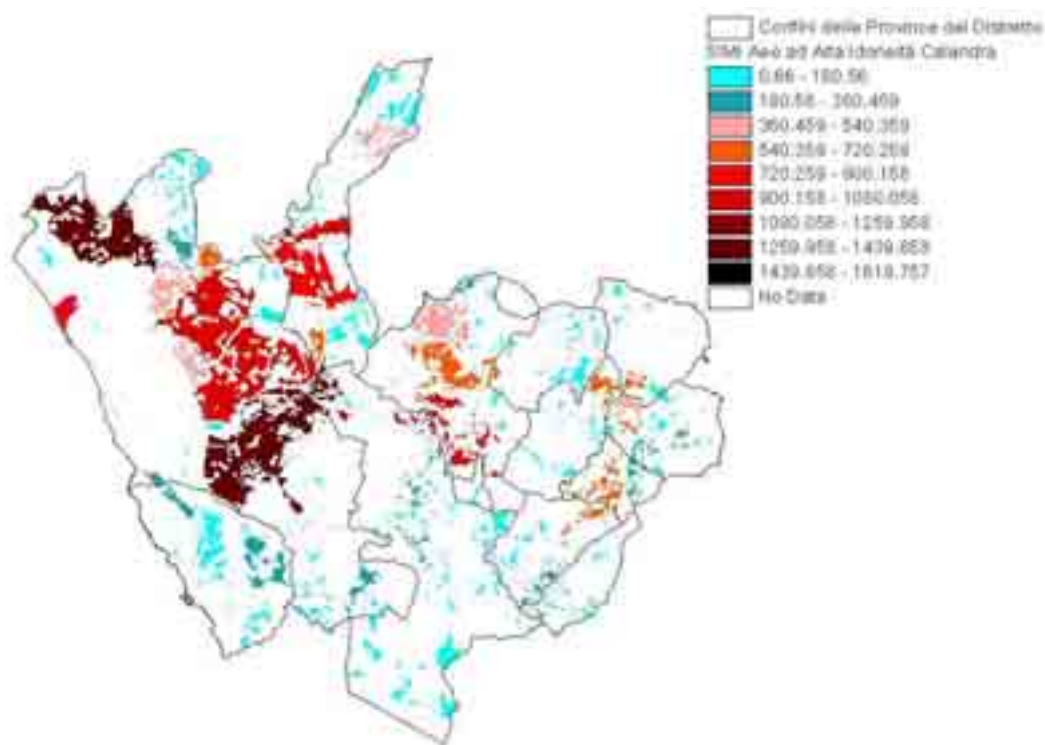 Confini delle Province del Distretto
ad Alta Idoneità Calandra
0.66 - 180.56
180.56 - 360.459
360.459 - 540.359
540.359 - 720.259
720.259 - 900.158
900.158 - 1080.058
1080.058 - 1259.958
1259.958 - 1439.858
1439.858 - 1619.757
No Data